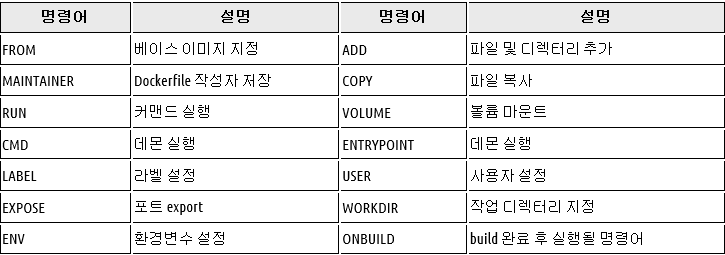 명령어 설명 명령어 설명
FROM 베이스 이미지 지정 ADD 파일 및 디렉터리 추가
MAINTAINER Dockerfile 작성자 저장 COPY 파일 복사
RUN 커맨드 실행 VOLUME 볼륨 마운트
CMD 데몬 실행 ENTRYPOINT 데몬 실행
LABEL 라벨 설정 USER 사용자 설정
EXPOSE 포트 export WORKDIR 작업 디렉터리 지정
ENV 환경변수 설정 ONBUILD build 완료 후 실행될 명령어